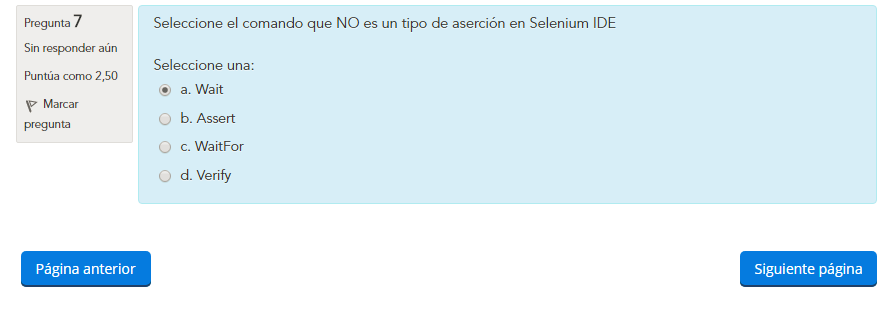 Pregunta 7
Sin responder aún
Puntúa como 2,50
Marcar
pregunta
Seleccione el comando que NO es un tipo de aserción en Selenium IDE
Seleccione una:
a. Wait
b. Assert
c. WaitFor
d. Verify
Página anterior
Siguiente página